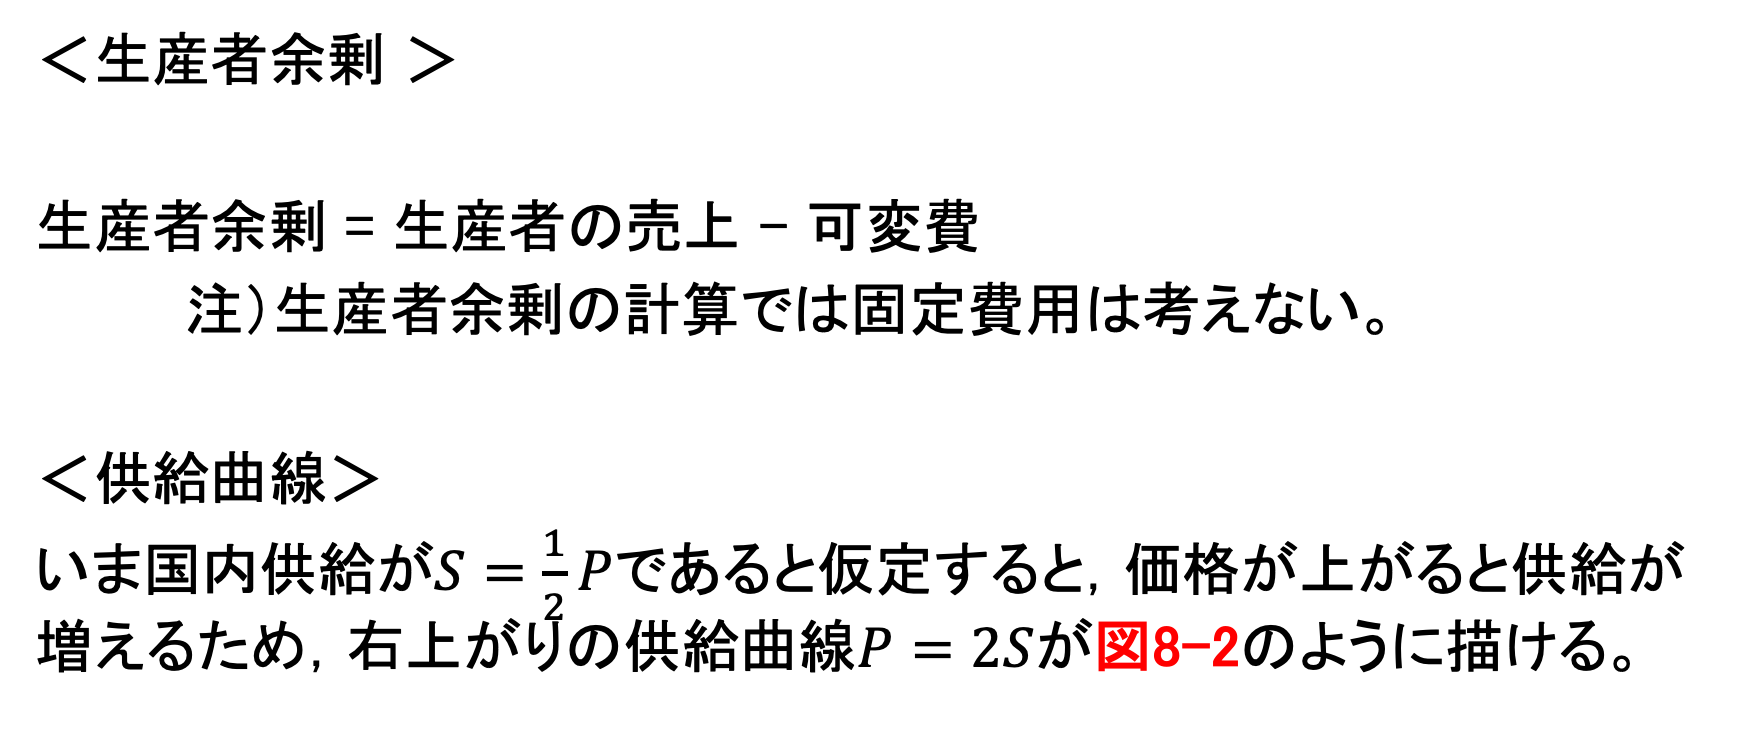 ＜生産者余剰 ＞
生産者余剰 = 生産者の売上 − 可変費
注）生産者余剰の計算では固定費用は考えない。
＜供給曲線＞
いま国内供給がS = 1/2 Pであると仮定すると，価格が上がると供給が
増えるため，右上がりの供給曲線P = 2Sが図8−2のように描ける。